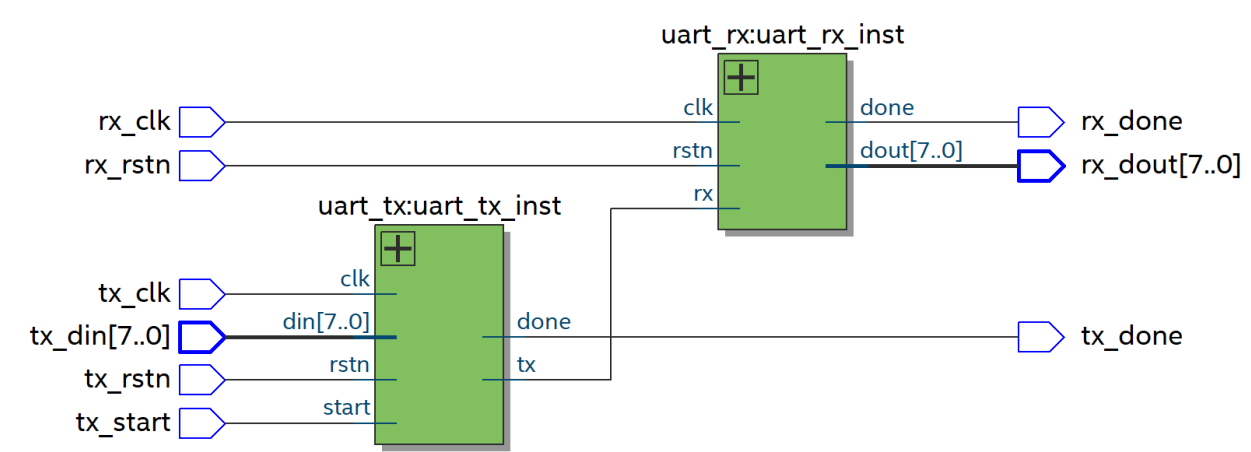 uart_rx:uart_rx_inst
rx_clk clk done rx_done
rx_rstn rstn dout[7..0] rx_dout[7..0]
rx
uart_tx:uart_tx_inst
tx_clk clk
tx_din[7..0] din[7..0] done tx_done
tx_rstn rstn tx
tx_start start